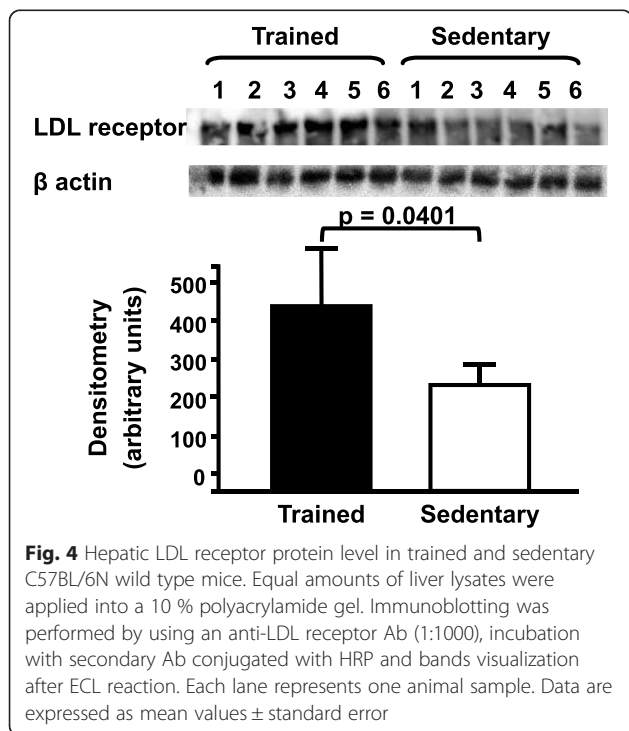 Trained Sedentary
1 2 3 4 5 6 1 2 3 4 5 6
LDL receptor
β actin
p = 0.0401
Densitometry
(arbitrary units)
500
400
300
200
100
0
Trained Sedentary
Fig. 4 Hepatic LDL receptor protein level in trained and sedentary
C57BL/6N wild type mice. Equal amounts of liver lysates were
applied into a 10 % polyacrylamide gel. Immunoblotting was
performed by using an anti-LDL receptor Ab (1:1000), incubation
with secondary Ab conjugated with HRP and bands visualization
after ECL reaction. Each lane represents one animal sample. Data are
expressed as mean values ± standard error